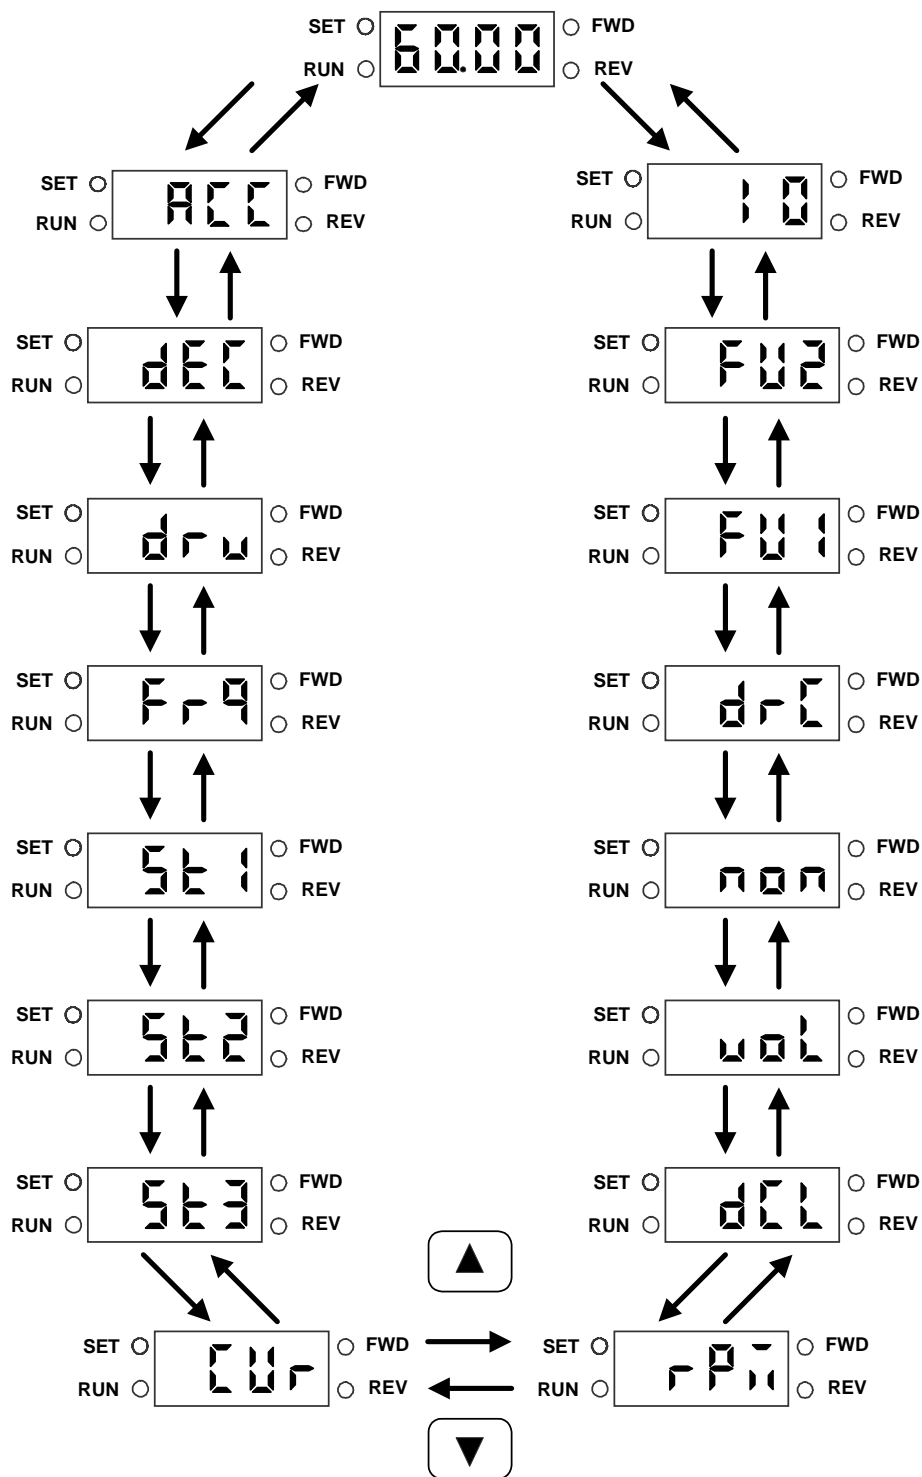 SET 60.00 FWD
RUN REV
SET ACC FWD
RUN REV
SET dEC FWD
RUN REV
SET drv FWD
RUN REV
SET Frq FWD
RUN REV
SET St1 FWD
RUN REV
SET St2 FWD
RUN REV
SET St3 FWD
RUN REV
SET CUr FWD
RUN REV
SET I O FWD
RUN REV
SET FU2 FWD
RUN REV
SET FU1 FWD
RUN REV
SET drC FWD
RUN REV
SET non FWD
RUN REV
SET voL FWD
RUN REV
SET dCL FWD
RUN REV
SET rPM FWD
RUN REV